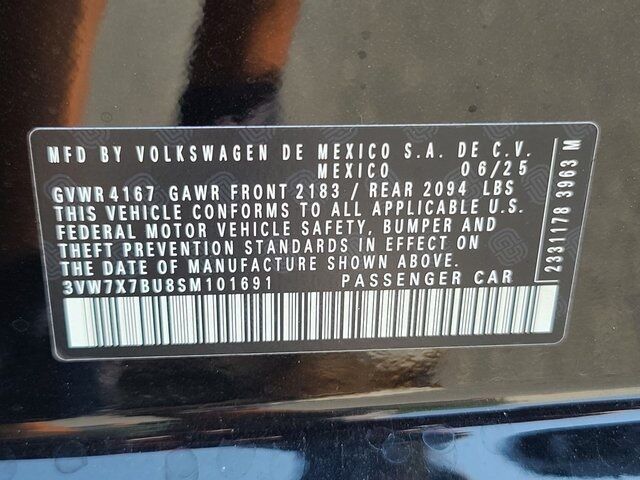 MFD BY VOLKSWAGEN DE MEXICO S.A. DE C.V.
MEXICO 06/25
GVWR 4167 GAWR FRONT 2183 / REAR 2094 LBS
THIS VEHICLE CONFORMS TO ALL APPLICABLE U.S.
FEDERAL MOTOR VEHICLE SAFETY, BUMPER AND
THEFT PREVENTION STANDARDS IN EFFECT ON
THE DATE OF MANUFACTURE SHOWN ABOVE.
3VW7X7BU8SM101691 PASSENGER CAR
2331178 3963 M